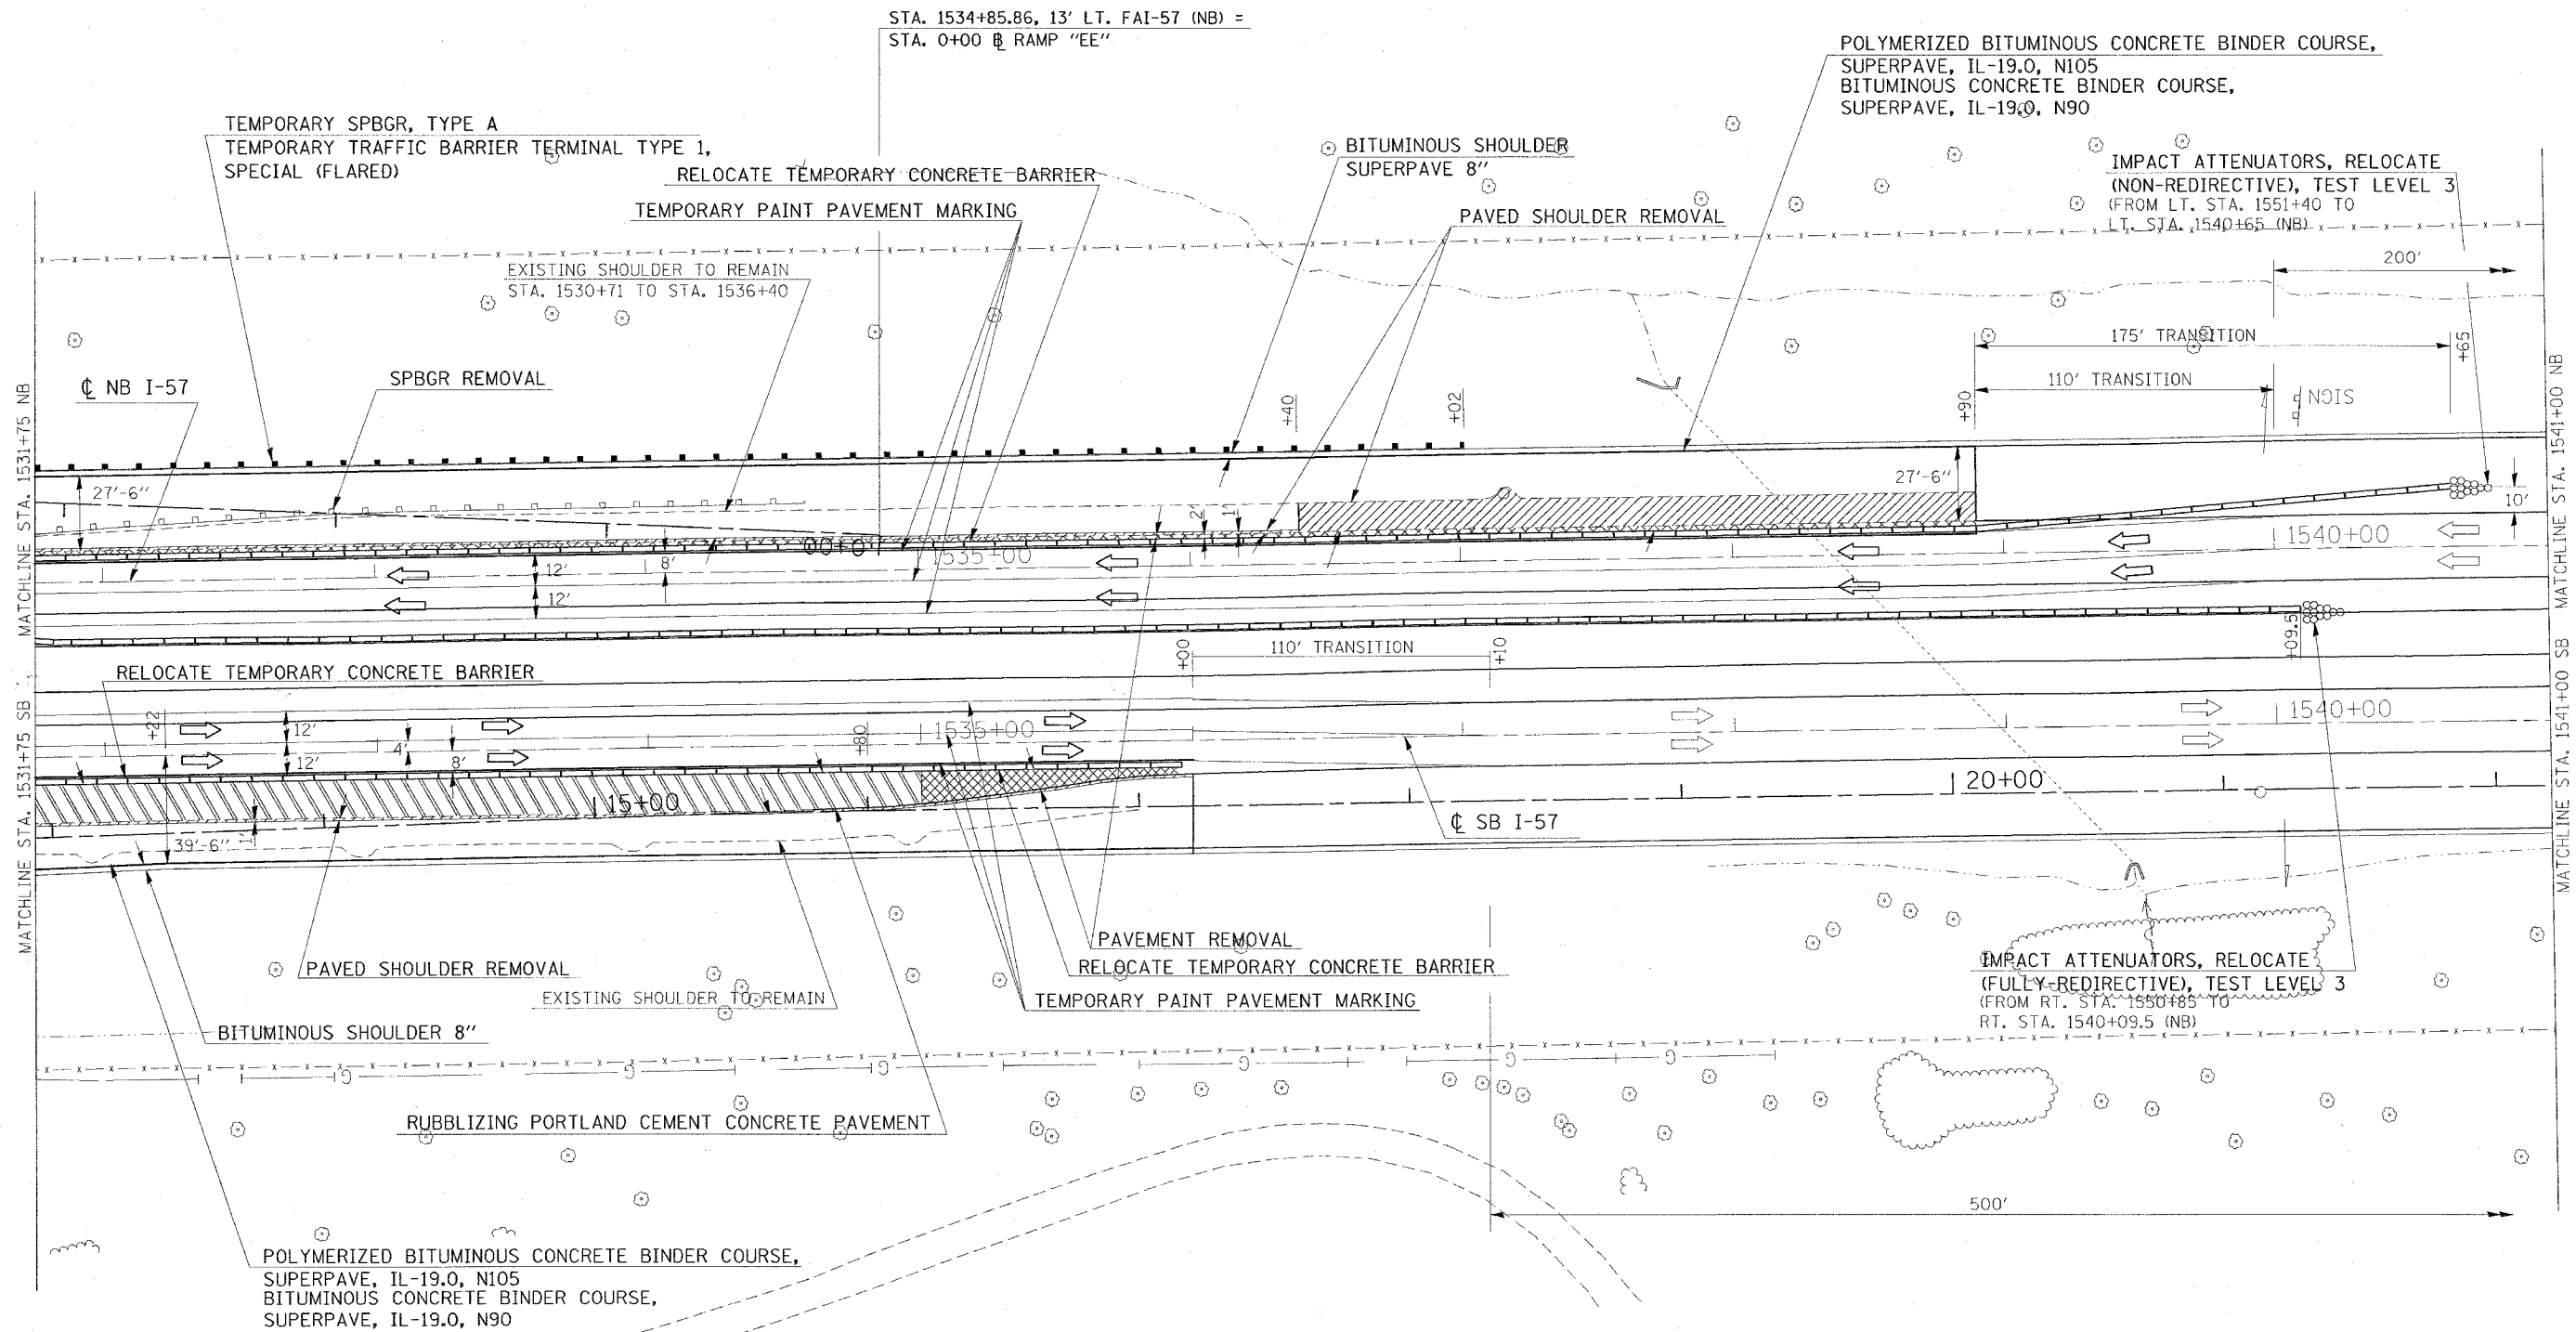 STA. 1534+85.86, 13' LT. FAI-57 (NB) =
STA. 0+00 ⅊ RAMP "EE"
POLYMERIZED BITUMINOUS CONCRETE BINDER COURSE,
SUPERPAVE, IL-19.0, N105
BITUMINOUS CONCRETE BINDER COURSE,
SUPERPAVE, IL-19.0, N90
TEMPORARY SPBGR, TYPE A
TEMPORARY TRAFFIC BARRIER TERMINAL TYPE 1,
SPECIAL (FLARED)
BITUMINOUS SHOULDER
SUPERPAVE 8"
IMPACT ATTENUATORS, RELOCATE
(NON-REDIRECTIVE), TEST LEVEL 3
(FROM LT. STA. 1551+40 TO
LT. STA. 1540+65 (NB)
RELOCATE TEMPORARY CONCRETE BARRIER
TEMPORARY PAINT PAVEMENT MARKING
PAVED SHOULDER REMOVAL
200'
EXISTING SHOULDER TO REMAIN
STA. 1530+71 TO STA. 1536+40
175' TRANSITION
+65
110' TRANSITION
SIGN
℄ NB I-57
SPBGR REMOVAL
+40
+02
+90
MATCHLINE STA. 1531+75 NB
MATCHLINE STA. 1541+00 NB
27'-6"
27'-6"
10'
2'
1'
00+0
1535+00
1540+00
12'
8'
12'
+00
110' TRANSITION
+10
+09.5
RELOCATE TEMPORARY CONCRETE BARRIER
MATCHLINE STA. 1531+75 SB
MATCHLINE STA. 1541+00 SB
+22
12'
4'
12'
8'
+80
1535+00
1540+00
15+00
20+00
1'
39'-6"
℄ SB I-57
PAVEMENT REMOVAL
RELOCATE TEMPORARY CONCRETE BARRIER
TEMPORARY PAINT PAVEMENT MARKING
PAVED SHOULDER REMOVAL
EXISTING SHOULDER TO REMAIN
BITUMINOUS SHOULDER 8"
IMPACT ATTENUATORS, RELOCATE
(FULLY-REDIRECTIVE), TEST LEVEL 3
(FROM RT. STA. 1550+85 TO
RT. STA. 1540+09.5 (NB)
G
G
G
G
G
G
RUBBLIZING PORTLAND CEMENT CONCRETE PAVEMENT
500'
POLYMERIZED BITUMINOUS CONCRETE BINDER COURSE,
SUPERPAVE, IL-19.0, N105
BITUMINOUS CONCRETE BINDER COURSE,
SUPERPAVE, IL-19.0, N90